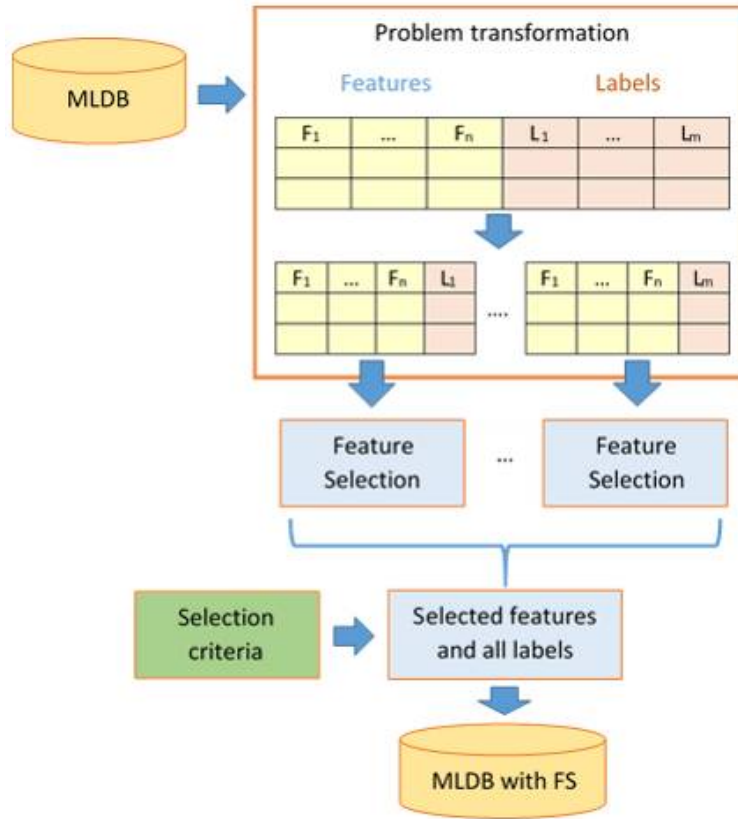 Problem transformation
MLDB
Features Labels
F₁ ... Fₙ L₁ ... Lₘ
F₁ ... Fₙ L₁ .... F₁ ... Fₙ Lₘ
Feature
Selection
...
Feature
Selection
Selection
criteria
Selected features
and all labels
MLDB with FS